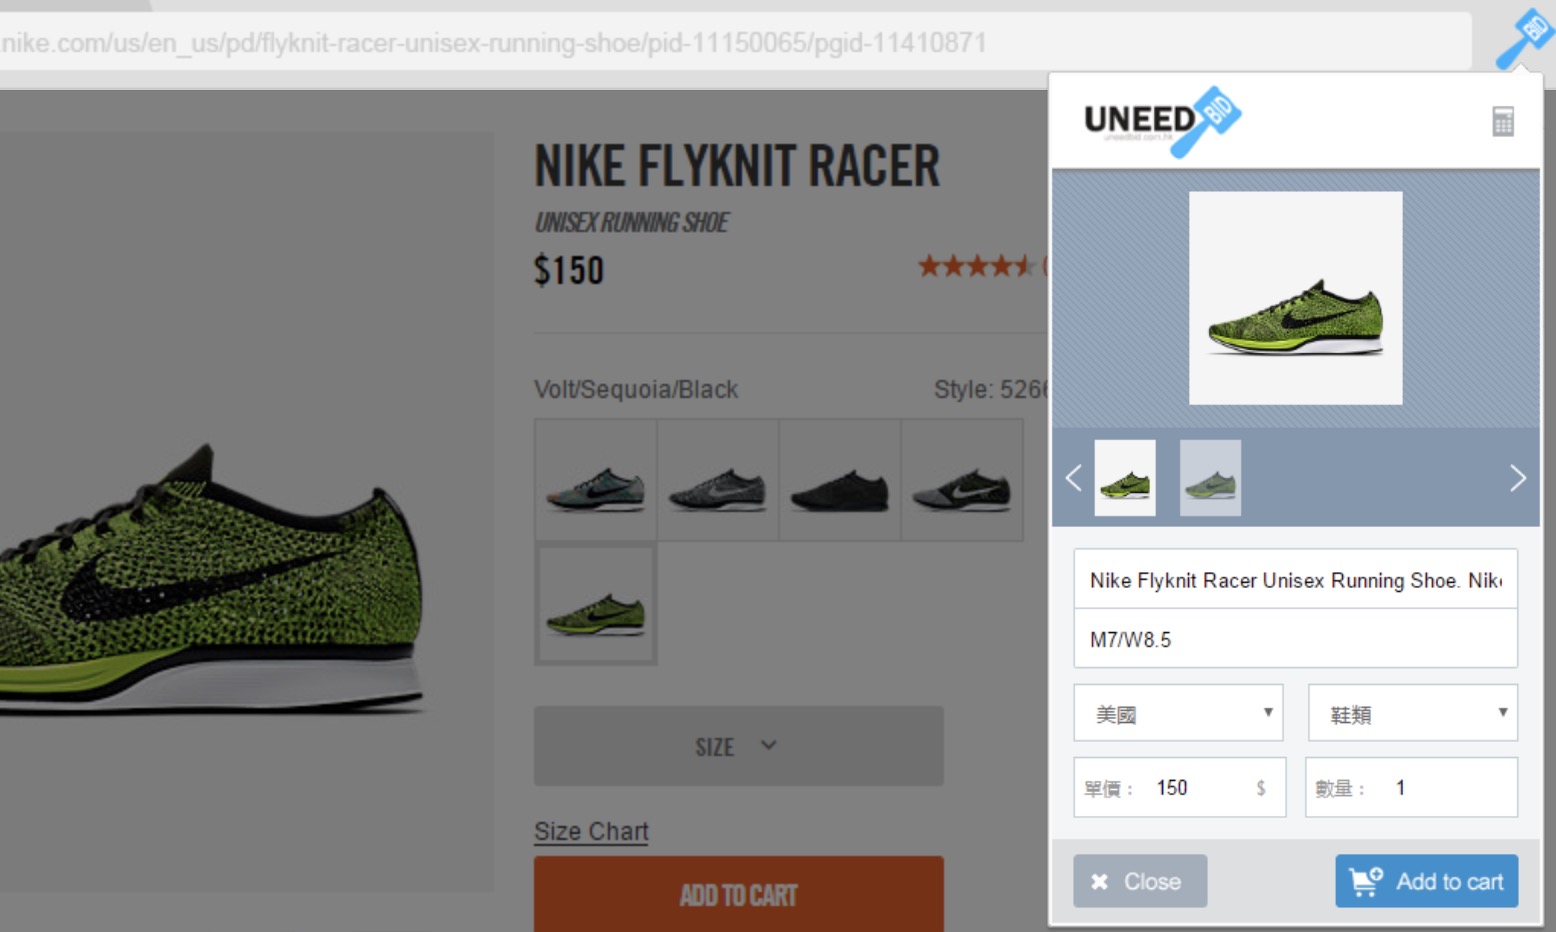 nike.com/us/en_us/pd/flyknit-racer-unisex-running-shoe/pid-11150065/pgid-11410871
BID
UNEED BID
uneedbid.com.hk
NIKE FLYKNIT RACER
UNISEX RUNNING SHOE
$150
Volt/Sequoia/Black
Style: 526
SIZE
Size Chart
ADD TO CART
Nike Flyknit Racer Unisex Running Shoe. Nik
M7/W8.5
美國
鞋類
單價： 150 $
數量： 1
Close
Add to cart